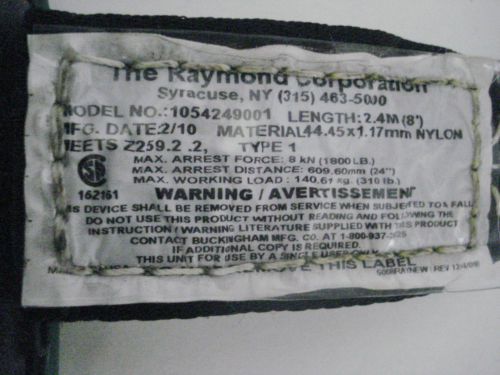 The Raymond Corporation
Syracuse, NY (315) 463-5000
MODEL NO.:1054249001 LENGTH:2.4M (8')
MFG. DATE:2/10 MATERIAL44.45x1.17mm NYLON
MEETS Z259.2 .2, TYPE 1
MAX. ARREST FORCE: 8 kN (1800 LB.)
MAX. ARREST DISTANCE: 609.60mm (24")
MAX. WORKING LOAD: 140.61 kg. (310 lb.)
162161
WARNING / AVERTISSEMENT
IS DEVICE SHALL BE REMOVED FROM SERVICE WHEN SUBJECTED TO A FALL
DO NOT USE THIS PRODUCT WITHOUT READING AND FOLLOWING THE
INSTRUCTION / WARNING LITERATURE SUPPLIED WITH THIS PRODUCT
CONTACT BUCKINGHAM MFG. CO. AT 1-800-937-
IF ADDITIONAL COPY IS REQUIRED.
THIS UNIT FOR USE BY A SINGLE USER ONLY
THIS LABEL